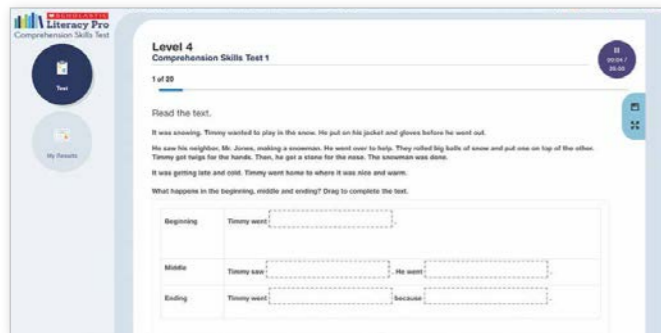 SCHOLASTIC
Literacy Pro
Comprehension Skills Test
Test
My Results
Level 4
Comprehension Skills Test 1
1 of 20
00:04 /
Read the text.
It was snowing. Timmy wanted to play in the snow. He put on his jacket and gloves before he went out.
He saw his neighbor, Mr. Jones, making a snowman. He went over to help. They rolled big balls of snow and put one on top of the other.
Timmy got twigs for the hands. Then, he got a stone for the nose. The snowman was done.
It was getting late and cold. Timmy went home to where it was nice and warm.
What happens in the beginning, middle and ending? Drag to complete the text.
Beginning Timmy went .
Middle Timmy saw . He went .
Ending Timmy went because .